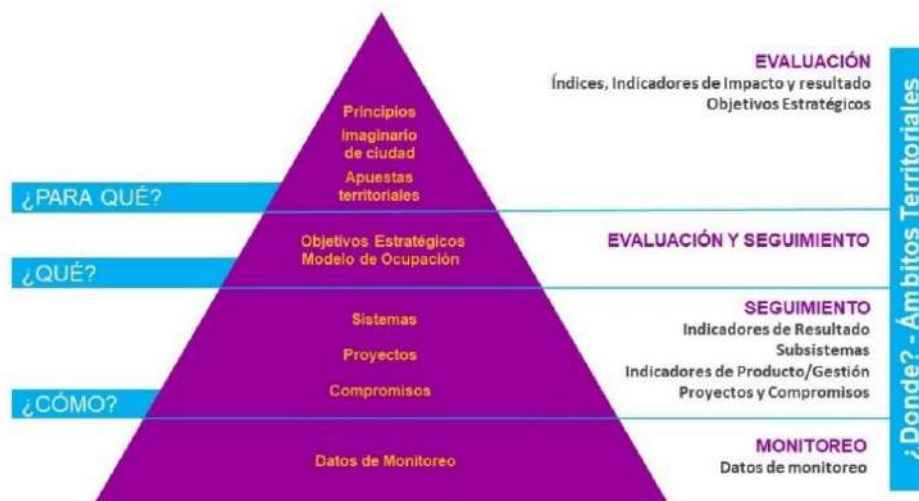 EVALUACIÓN
Índices, Indicadores de Impacto y resultado
Objetivos Estratégicos
Principios
Imaginario
de ciudad
Apuestas
territoriales
¿PARA QUÉ?
Objetivos Estratégicos
Modelo de Ocupación
EVALUACIÓN Y SEGUIMIENTO
¿QUÉ?
Sistemas
Proyectos
Compromisos
SEGUIMIENTO
Indicadores de Resultado
Subsistemas
Indicadores de Producto/Gestión
Proyectos y Compromisos
¿CÓMO?
Datos de Monitoreo
MONITOREO
Datos de monitoreo
¿Donde? - Ámbitos Territoriales